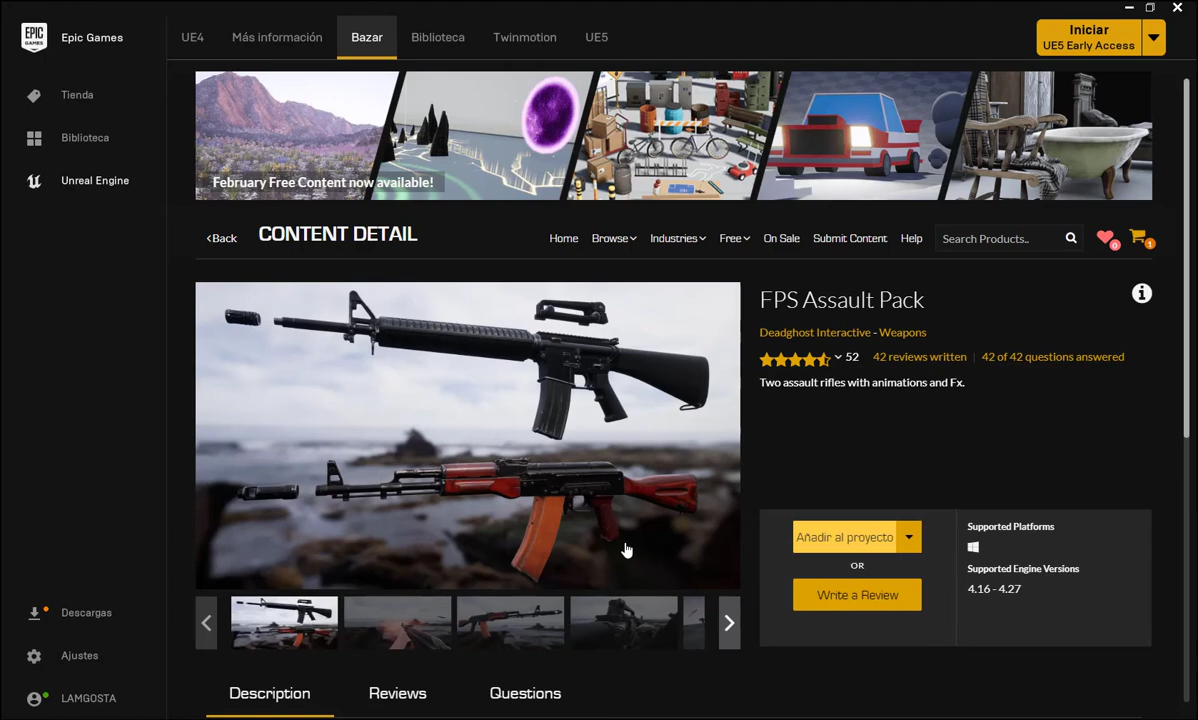 EPIC GAMES
Epic Games
UE4
Más información
Bazar
Biblioteca
Twinmotion
UE5
Iniciar
UE5 Early Access
Tienda
Biblioteca
Unreal Engine
February Free Content now available!
Back
CONTENT DETAIL
Home
Browse
Industries
Free
On Sale
Submit Content
Help
Search Products..
0
1
FPS Assault Pack
Deadghost Interactive - Weapons
52
42 reviews written
42 of 42 questions answered
Two assault rifles with animations and Fx.
Añadir al proyecto
OR
Write a Review
Supported Platforms
Supported Engine Versions
4.16 - 4.27
Descargas
Ajustes
LAMGOSTA
Description
Reviews
Questions